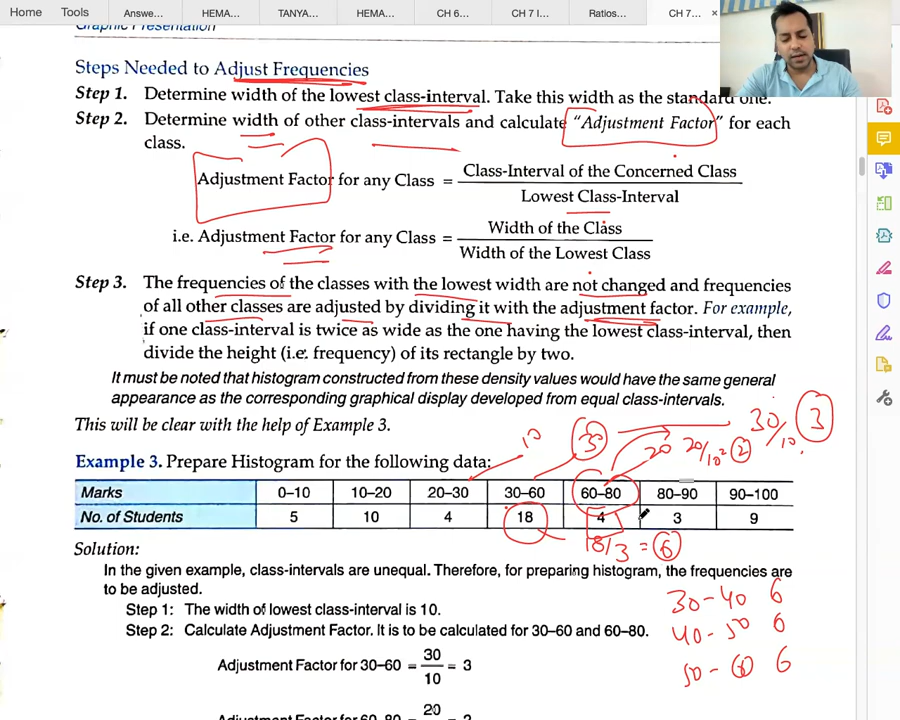 Home Tools Answe... HEMA... TANYA... HEMA... CH 6... CH 7 I... Ratios... CH 7... ×
Graphic Presentation
Steps Needed to Adjust Frequencies
Step 1. Determine width of the lowest class-interval. Take this width as the standard one.
Step 2. Determine width of other class-intervals and calculate "Adjustment Factor" for each
class.
Adjustment Factor for any Class = Class-Interval of the Concerned Class
Lowest Class-Interval
i.e. Adjustment Factor for any Class = Width of the Class
Width of the Lowest Class
Step 3. The frequencies of the classes with the lowest width are not changed and frequencies
of all other classes are adjusted by dividing it with the adjustment factor. For example,
if one class-interval is twice as wide as the one having the lowest class-interval, then
divide the height (i.e. frequency) of its rectangle by two.
It must be noted that histogram constructed from these density values would have the same general
appearance as the corresponding graphical display developed from equal class-intervals.
This will be clear with the help of Example 3.
10 30 20 20/10 2 30/10 3
Example 3. Prepare Histogram for the following data:
Marks 0–10 10–20 20–30 30–60 60–80 80–90 90–100
No. of Students 5 10 4 18 4 3 9
18/3 = 6
Solution:
In the given example, class-intervals are unequal. Therefore, for preparing histogram, the frequencies are
to be adjusted.
30-40 6
Step 1: The width of lowest class-interval is 10.
Step 2: Calculate Adjustment Factor. It is to be calculated for 30–60 and 60–80.
40-50 6
50-60 6
Adjustment Factor for 30–60 = 30
10 = 3
20